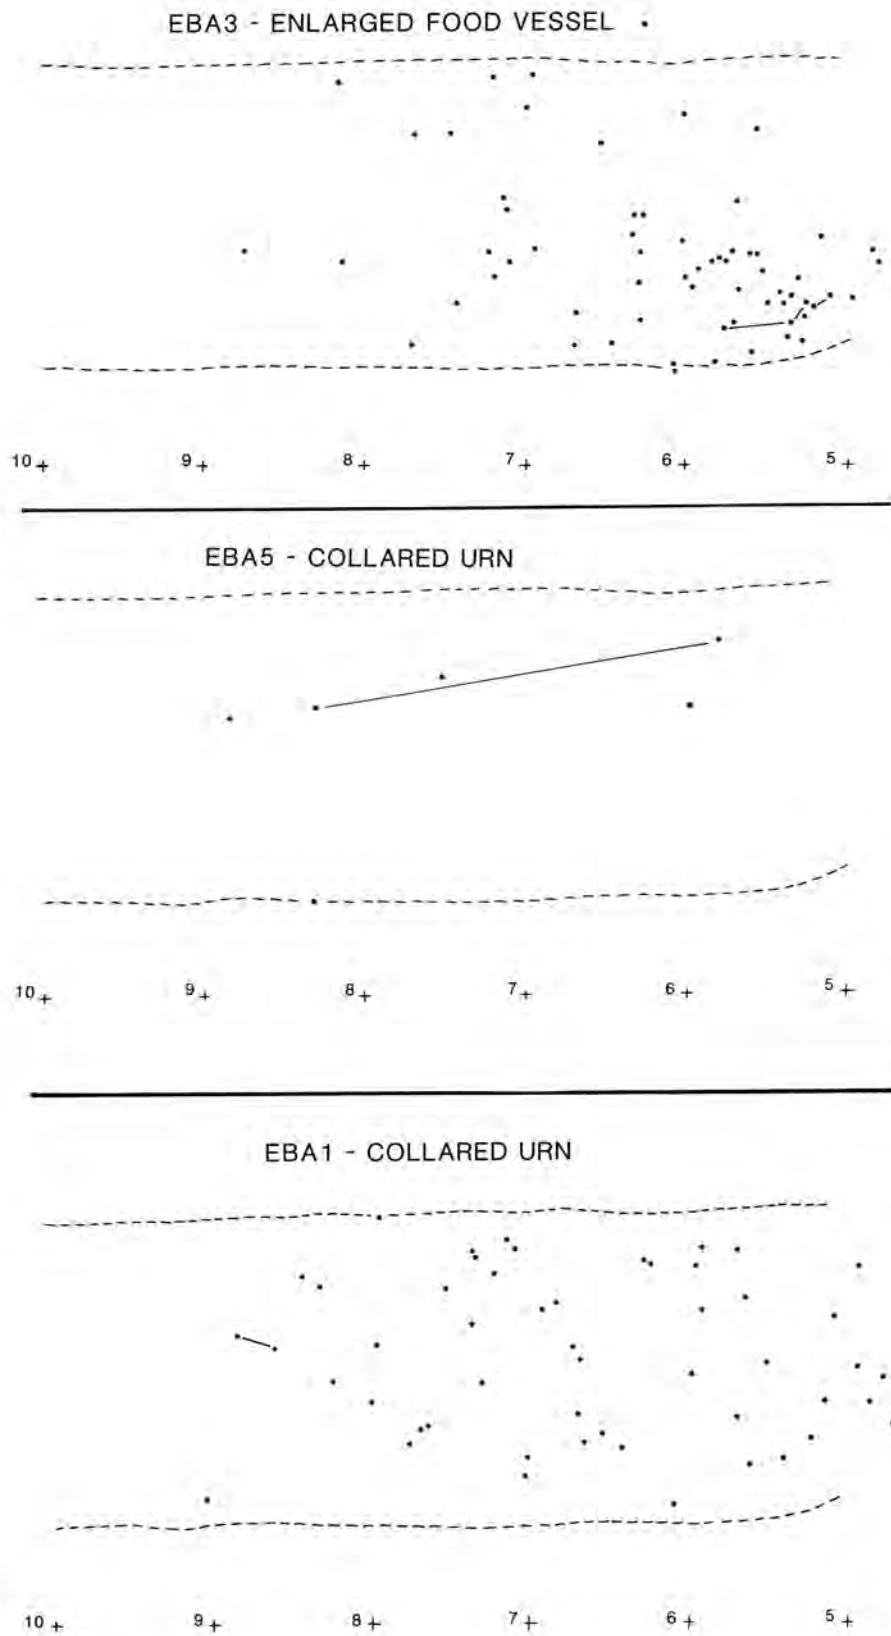 EBA3 - ENLARGED FOOD VESSEL
10+ 9+ 8+ 7+ 6+ 5+
EBA5 - COLLARED URN
10+ 9+ 8+ 7+ 6+ 5+
EBA1 - COLLARED URN
10+ 9+ 8+ 7+ 6+ 5+